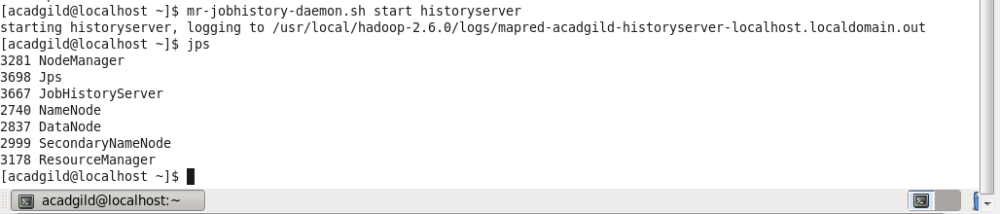 [acadgild@localhost ~]$ mr-jobhistory-daemon.sh start historyserver
starting historyserver, logging to /usr/local/hadoop-2.6.0/logs/mapred-acadgild-historyserver-localhost.localdomain.out
[acadgild@localhost ~]$ jps
3281 NodeManager
3698 Jps
3667 JobHistoryServer
2740 NameNode
2837 DataNode
2999 SecondaryNameNode
3178 ResourceManager
[acadgild@localhost ~]$
acadgild@localhost:~